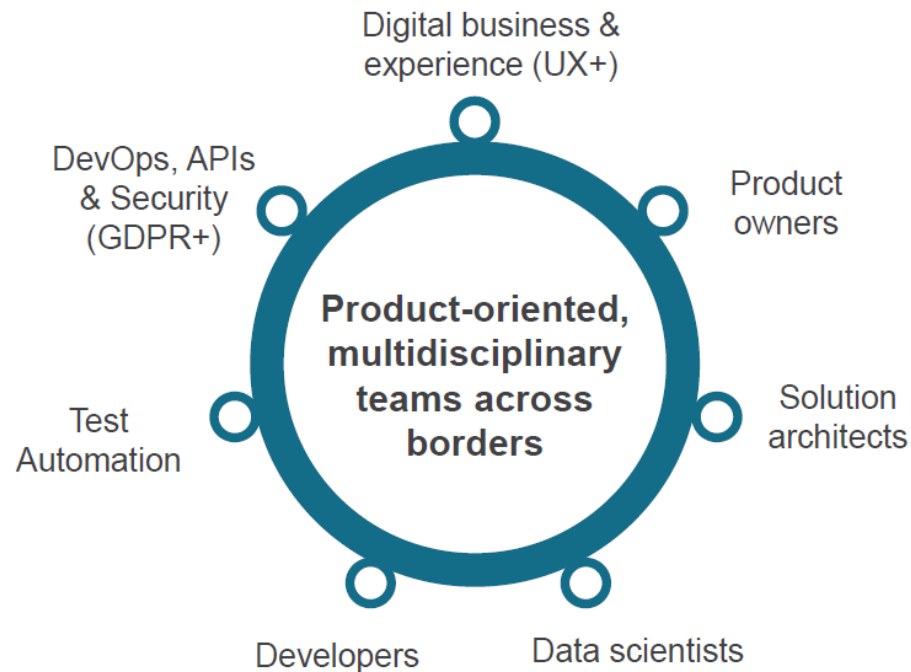 Digital business &
experience (UX+)
DevOps, APIs
& Security
(GDPR+)
Product
owners
Product-oriented,
multidisciplinary
teams across
borders
Test
Automation
Solution
architects
Developers
Data scientists